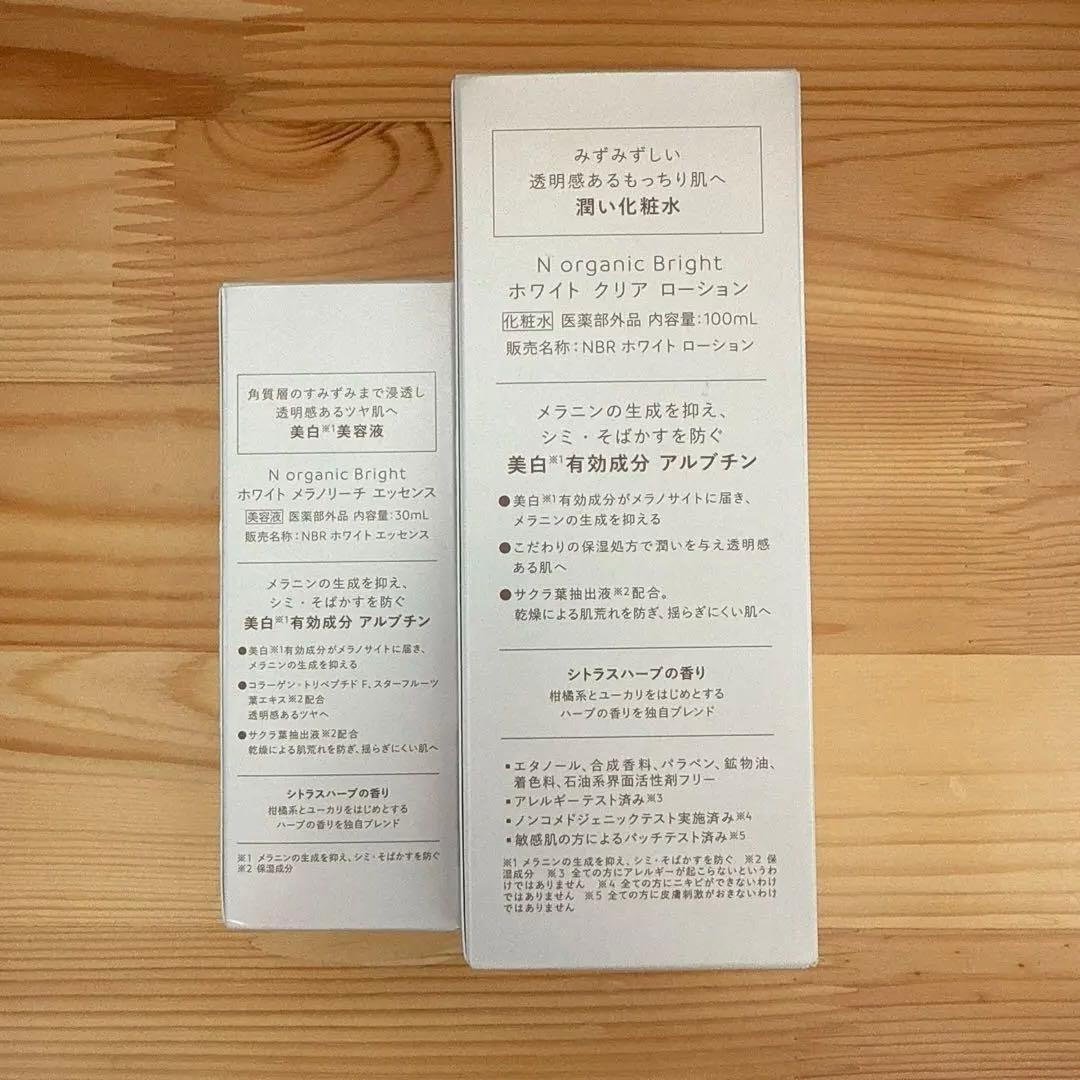 角質層のすみずみまで浸透し
透明感あるツヤ肌へ
美白※1美容液
N organic Bright
ホワイト メラノリーチ エッセンス
美容液 医薬部外品 内容量:30mL
販売名称:NBR ホワイト エッセンス
メラニンの生成を抑え、
シミ・そばかすを防ぐ
美白※1有効成分 アルブチン
●美白※1有効成分がメラノサイトに届き、
メラニンの生成を抑える
●コラーゲン・トリペプチド F、スターフルーツ
葉エキス※2配合
透明感あるツヤへ
●サクラ葉抽出液※2配合
乾燥による肌荒れを防ぎ、揺らぎにくい肌へ
シトラスハーブの香り
柑橘系とユーカリをはじめとする
ハーブの香りを独自ブレンド
※1 メラニンの生成を抑え、シミ・そばかすを防ぐ
※2 保湿成分
みずみずしい
透明感あるもっちり肌へ
潤い化粧水
N organic Bright
ホワイト クリア ローション
化粧水 医薬部外品 内容量:100mL
販売名称:NBR ホワイト ローション
メラニンの生成を抑え、
シミ・そばかすを防ぐ
美白※1有効成分 アルブチン
●美白※1有効成分がメラノサイトに届き、
メラニンの生成を抑える
●こだわりの保湿処方で潤いを与え透明感
ある肌へ
●サクラ葉抽出液※2配合。
乾燥による肌荒れを防ぎ、揺らぎにくい肌へ
シトラスハーブの香り
柑橘系とユーカリをはじめとする
ハーブの香りを独自ブレンド
▪エタノール、合成香料、パラベン、鉱物油、
着色料、石油系界面活性剤フリー
▪アレルギーテスト済み※3
▪ノンコメドジェニックテスト実施済み※4
▪敏感肌の方によるパッチテスト済み※5
※1 メラニンの生成を抑え、シミ・そばかすを防ぐ ※2 保
湿成分 ※3 全ての方にアレルギーが起こらないというわ
けではありません ※4 全ての方にニキビができないわけ
ではありません ※5 全ての方に皮膚刺激がおきないわけ
ではありません